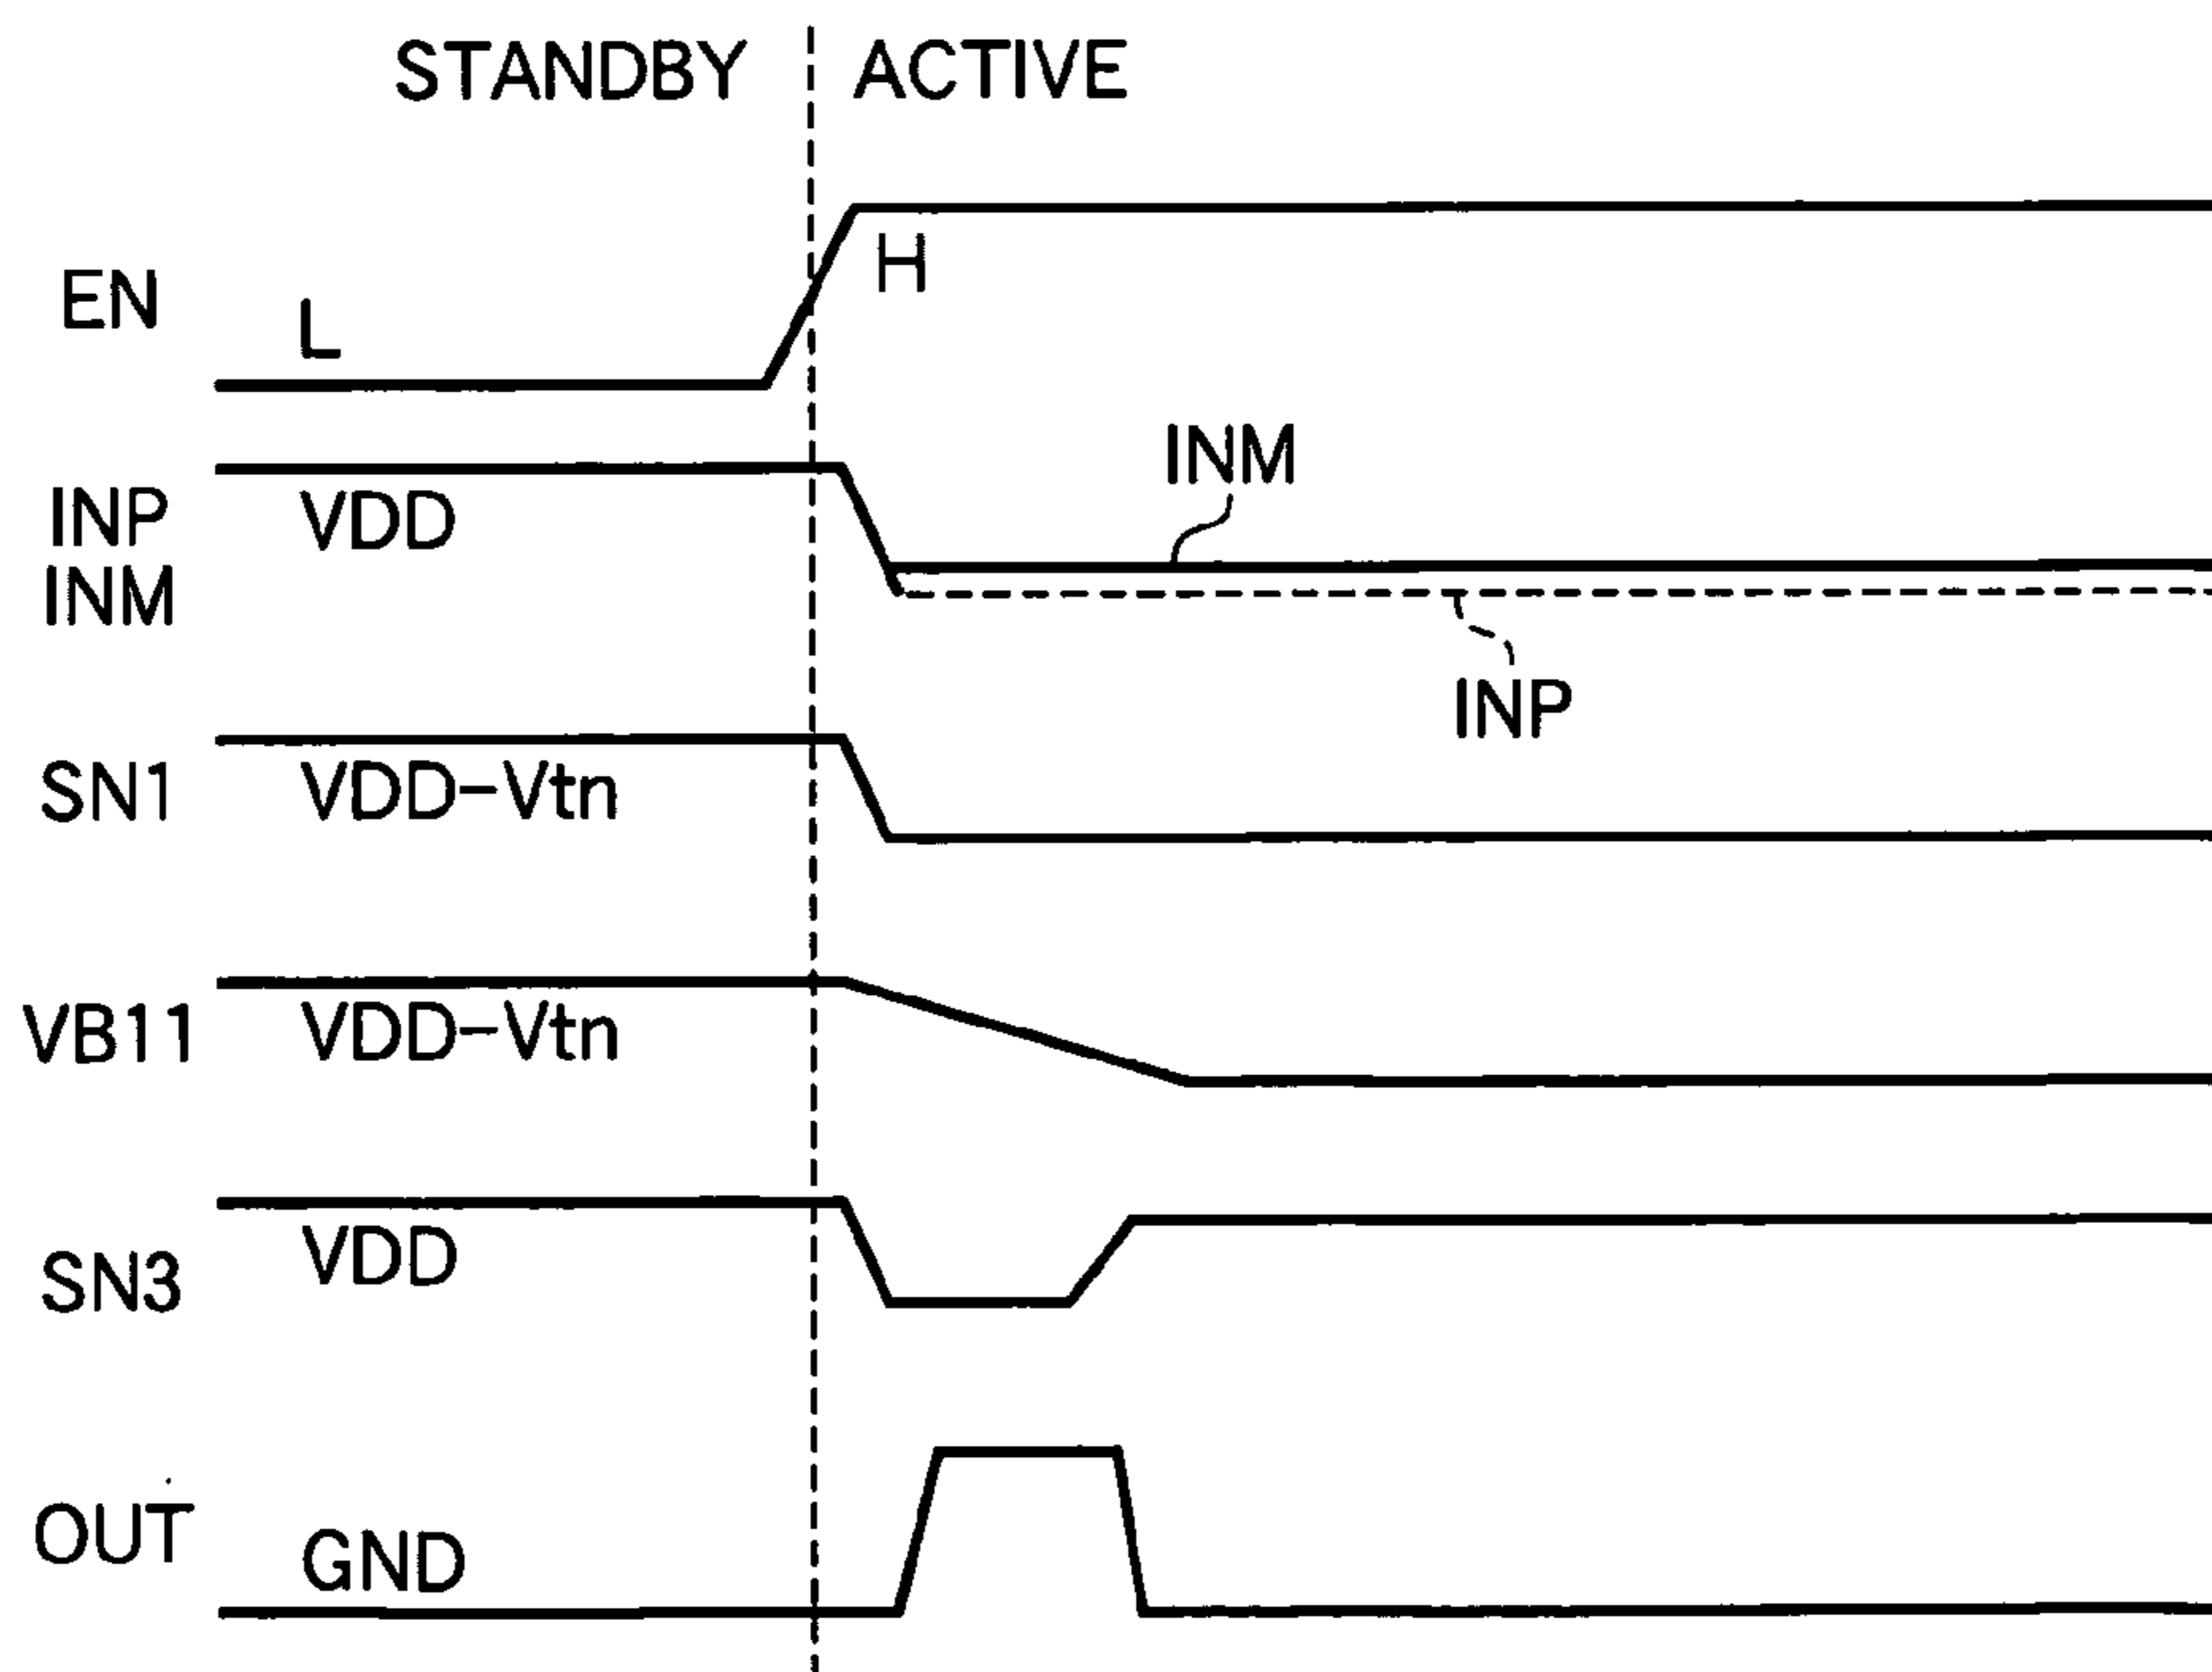 STANDBY ACTIVE
EN L H
INP VDD INM
INM
INP
SN1 VDD-Vtn
VB11 VDD-Vtn
SN3 VDD
OUT GND